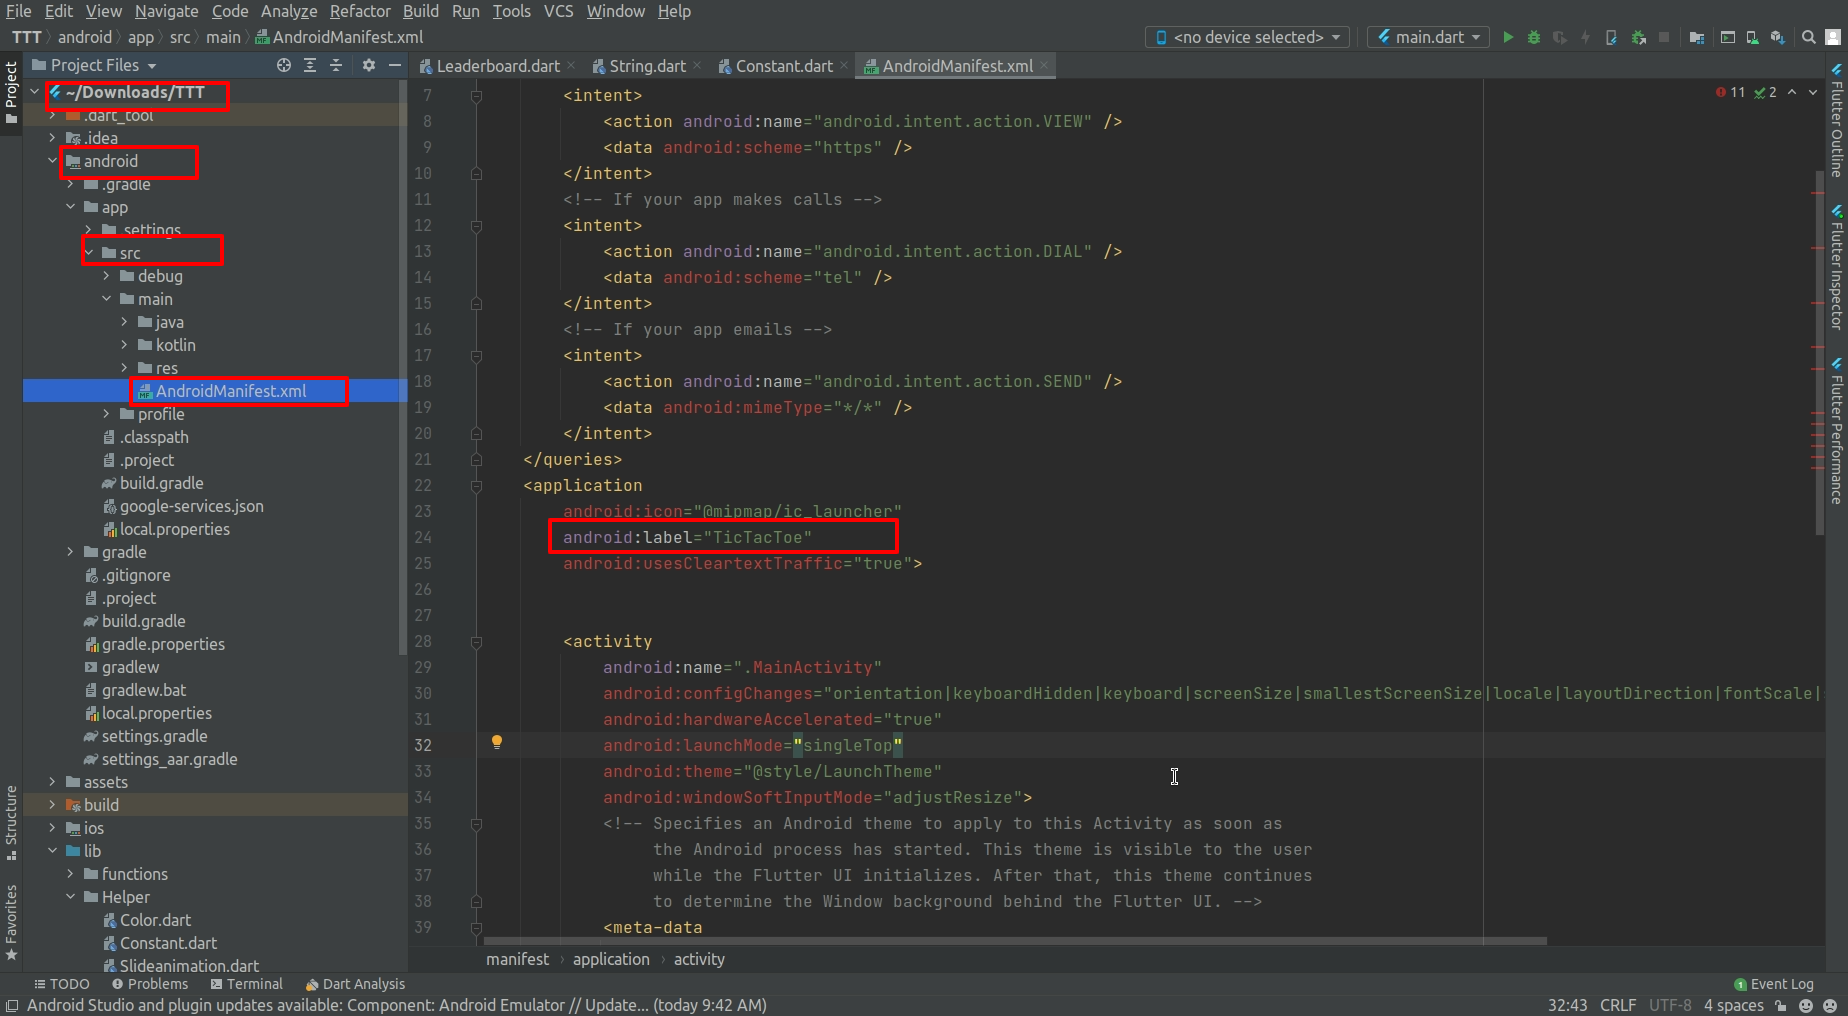 File Edit View Navigate Code Analyze Refactor Build Run Tools VCS Window Help
TTT android app src main AndroidManifest.xml
<no device selected> main.dart
Project Files
Leaderboard.dart String.dart Constant.dart AndroidManifest.xml
Project
~/Downloads/TTT
.dart_tool
.idea
android
.gradle
app
.settings
src
debug
main
java
kotlin
res
AndroidManifest.xml
profile
.classpath
.project
build.gradle
google-services.json
local.properties
gradle
.gitignore
.project
build.gradle
gradle.properties
gradlew
gradlew.bat
local.properties
settings.gradle
settings_aar.gradle
assets
build
ios
lib
functions
Helper
Color.dart
Constant.dart
Slideanimation.dart
Structure
Favorites
11 2
7 <intent>
8 <action android:name="android.intent.action.VIEW" />
9 <data android:scheme="https" />
10 </intent>
11 <!-- If your app makes calls -->
12 <intent>
13 <action android:name="android.intent.action.DIAL" />
14 <data android:scheme="tel" />
15 </intent>
16 <!-- If your app emails -->
17 <intent>
18 <action android:name="android.intent.action.SEND" />
19 <data android:mimeType="*/*" />
20 </intent>
21 </queries>
22 <application
23 android:icon="@mipmap/ic_launcher"
24 android:label="TicTacToe"
25 android:usesCleartextTraffic="true">
26
27
28 <activity
29 android:name=".MainActivity"
30 android:configChanges="orientation|keyboardHidden|keyboard|screenSize|smallestScreenSize|locale|layoutDirection|fontScale|
31 android:hardwareAccelerated="true"
32 android:launchMode="singleTop"
33 android:theme="@style/LaunchTheme"
34 android:windowSoftInputMode="adjustResize">
35 <!-- Specifies an Android theme to apply to this Activity as soon as
36 the Android process has started. This theme is visible to the user
37 while the Flutter UI initializes. After that, this theme continues
38 to determine the Window background behind the Flutter UI. -->
39 <meta-data
manifest application activity
Flutter Outline
Flutter Inspector
Flutter Performance
TODO Problems Terminal Dart Analysis
1 Event Log
Android Studio and plugin updates available: Component: Android Emulator // Update... (today 9:42 AM)
32:43 CRLF UTF-8 4 spaces